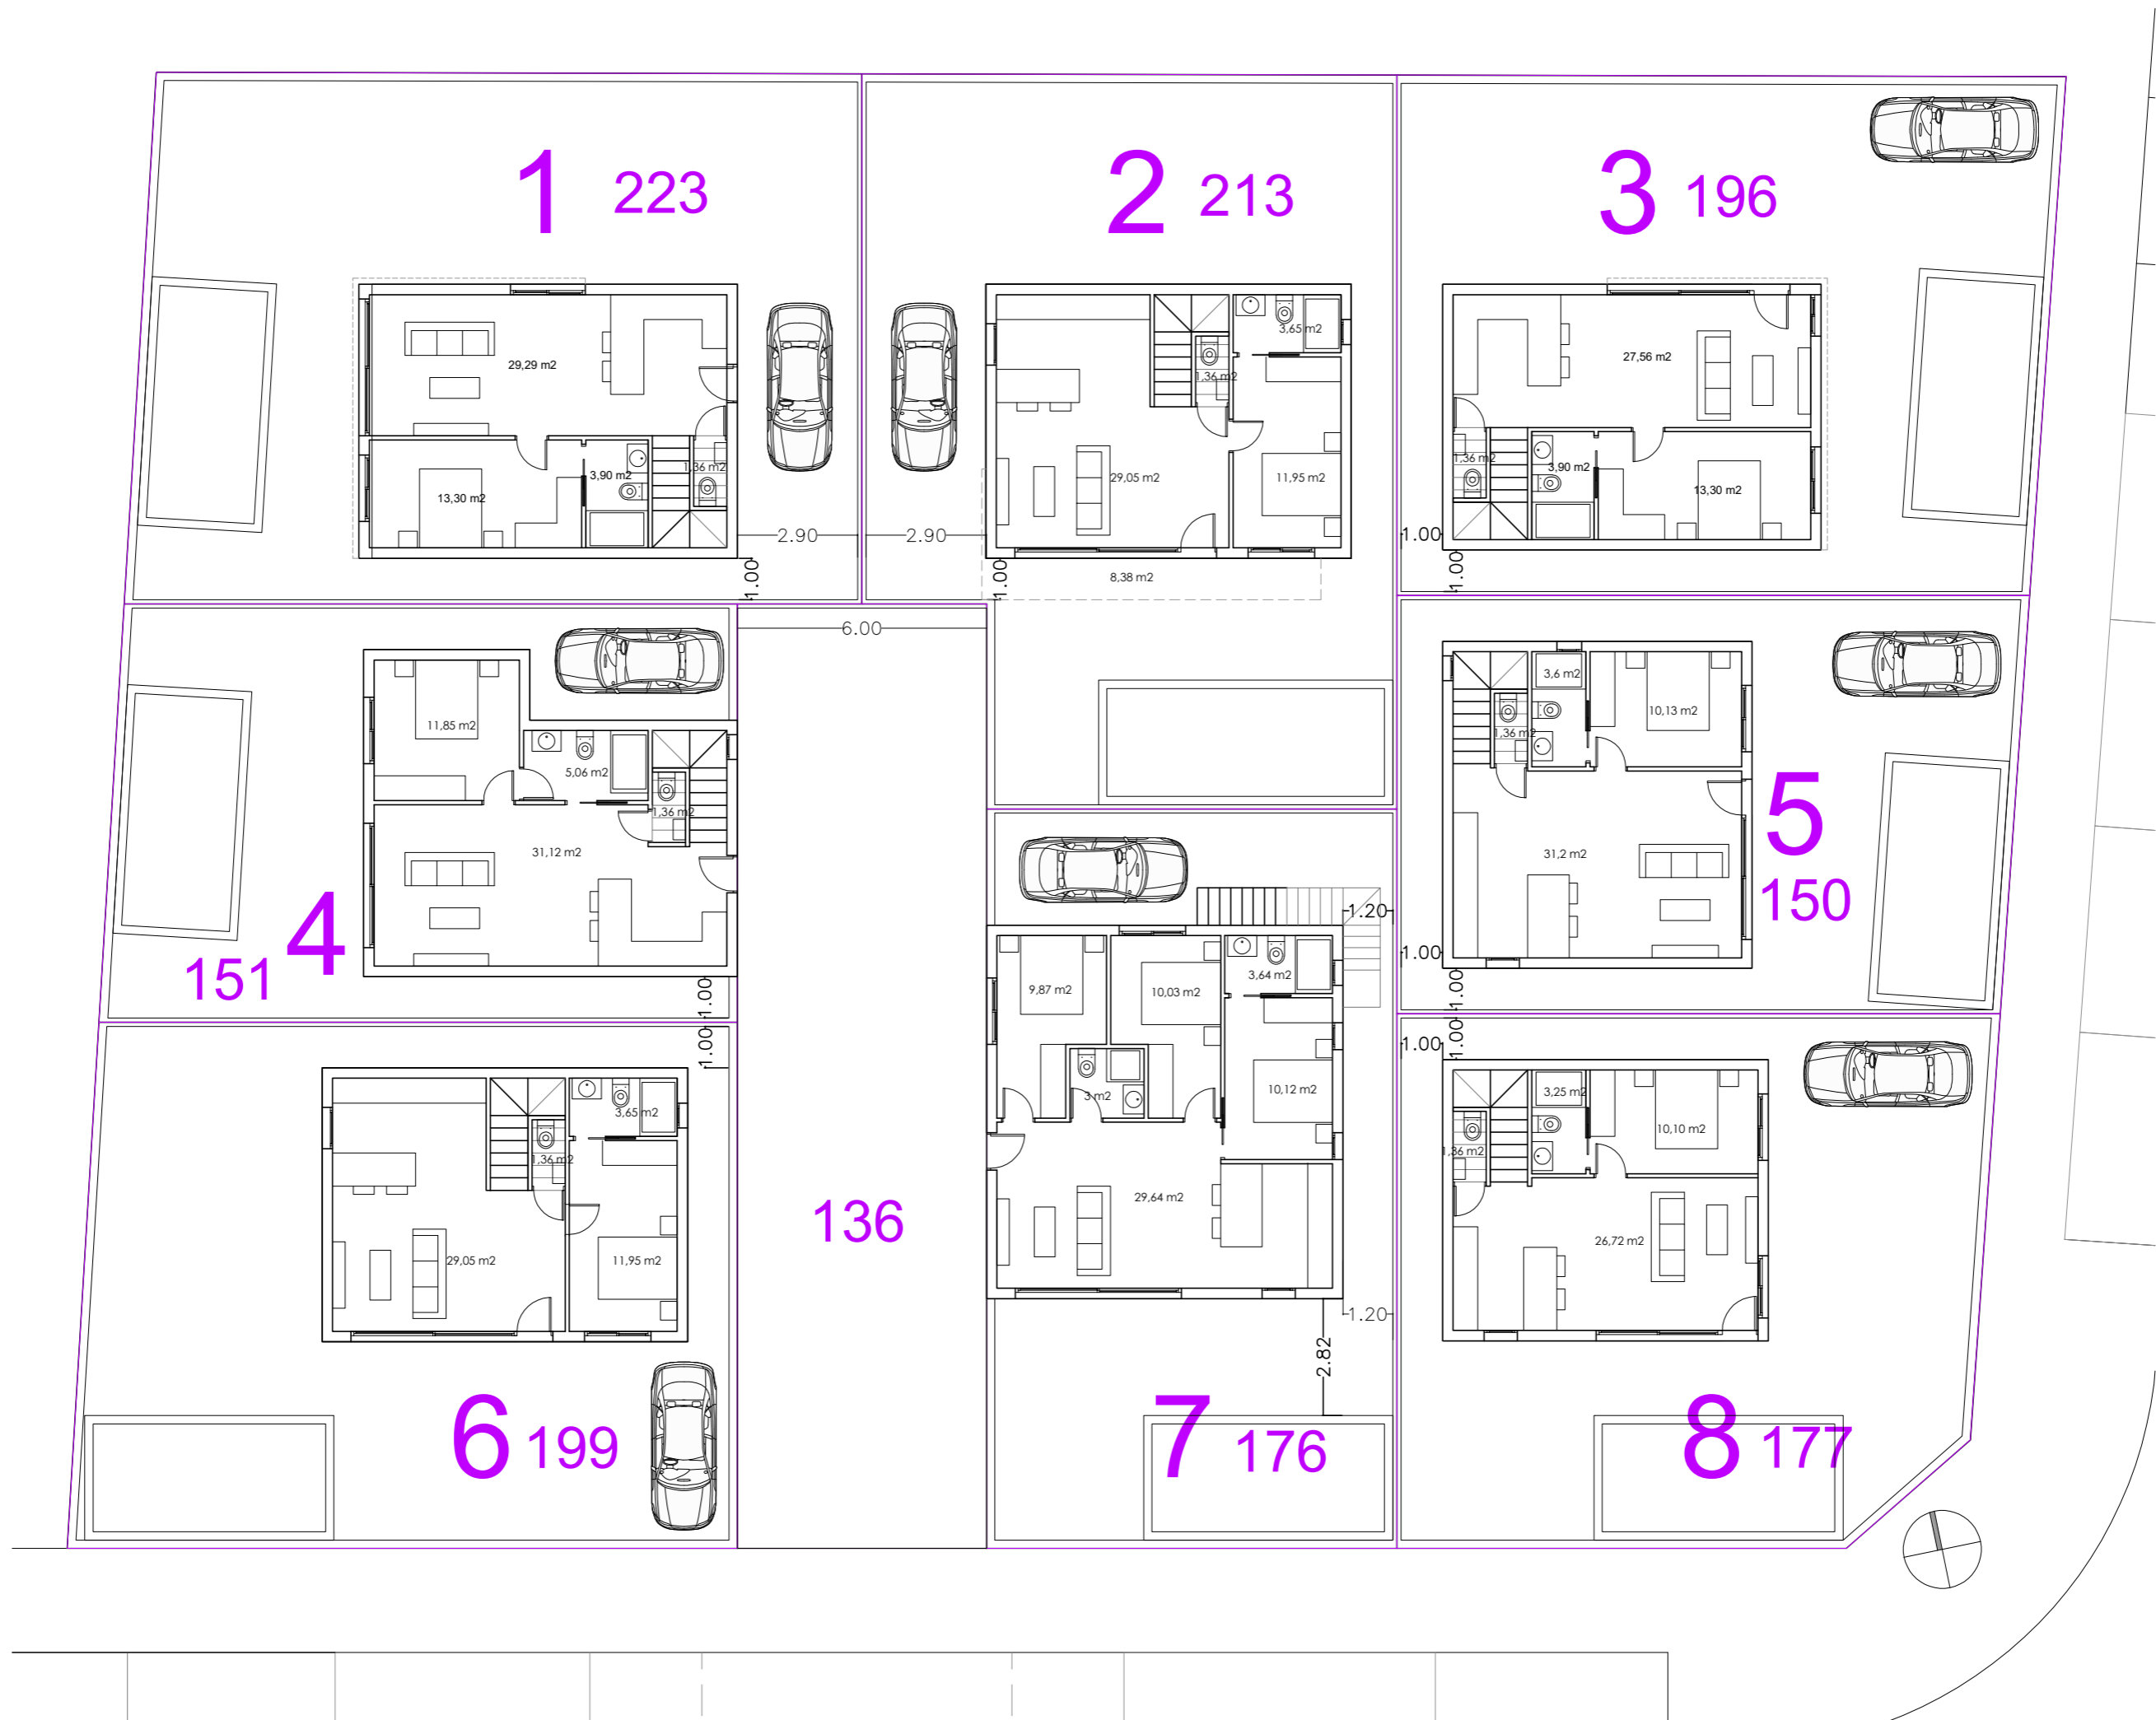 1 223
2 213
3 196
29,29 m2
3,90 m2
1,36 m2
13,30 m2
2.90
1.00
3,65 m2
1,36 m2
29,05 m2
11,95 m2
2.90
1.00
8,38 m2
27,56 m2
1,36 m2
3,90 m2
13,30 m2
1.00
1.00
6.00
11,85 m2
5,06 m2
1,36 m2
31,12 m2
4
151
1.00
1.00
3,6 m2
10,13 m2
1,36 m2
31,2 m2
5
150
1.00
1.00
1.20
9,87 m2
10,03 m2
3,64 m2
3 m2
10,12 m2
29,64 m2
1.20
2.82
7 176
136
3,65 m2
1,36 m2
29,05 m2
11,95 m2
6 199
1.00
1.00
3,25 m2
10,10 m2
1,36 m2
26,72 m2
8 177